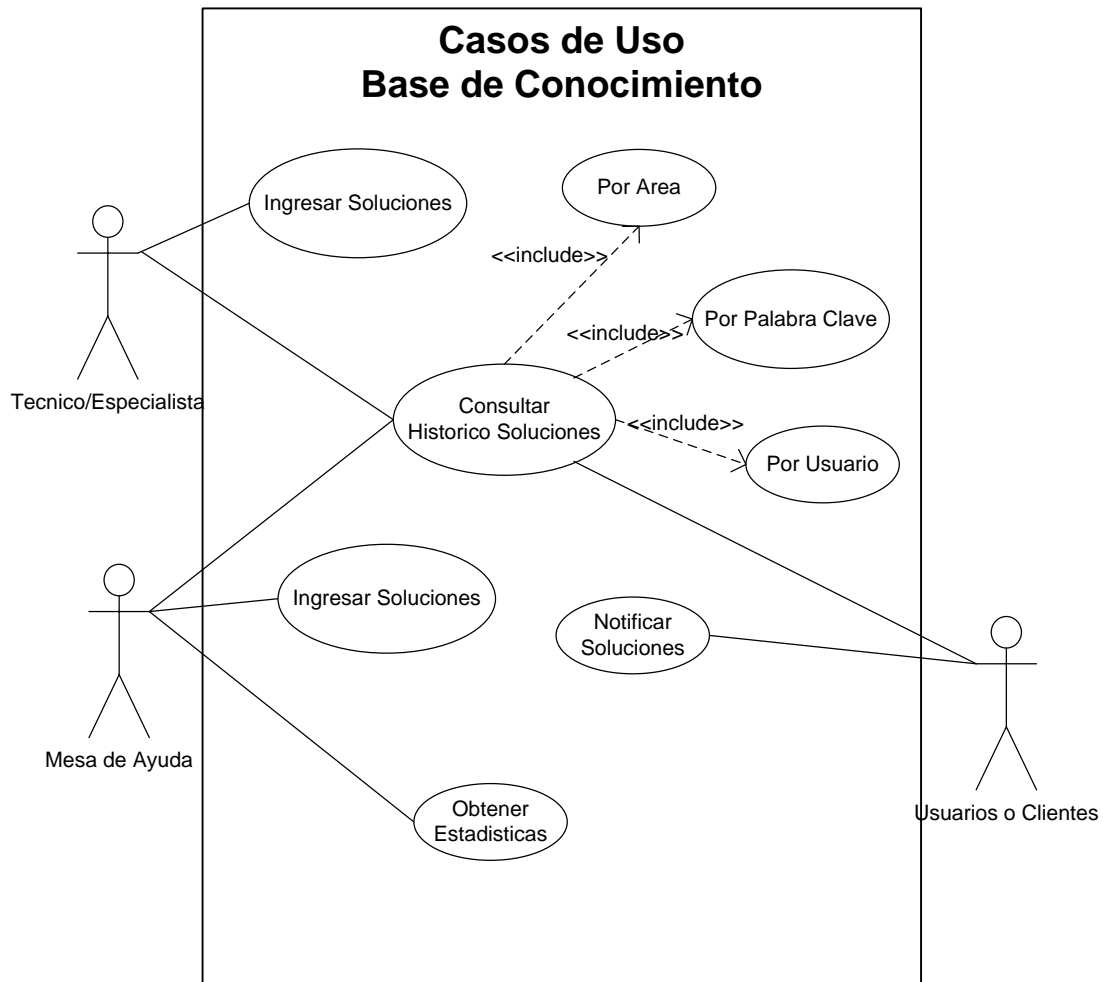 Casos de Uso
Base de Conocimiento
Ingresar Soluciones
Por Area
<<include>>
Por Palabra Clave
<<include>>
Tecnico/Especialista
Consultar
Historico Soluciones
<<include>>
Por Usuario
Ingresar Soluciones
Notificar
Soluciones
Mesa de Ayuda
Obtener
Estadisticas
Usuarios o Clientes